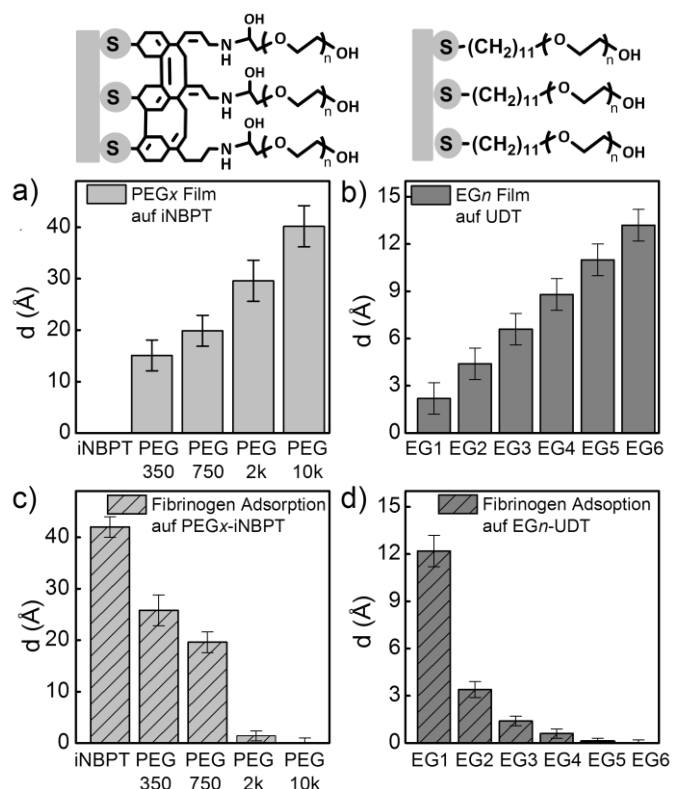 S N H OH O n OH S -(CH2)11 O n OH
S N H OH O n OH S -(CH2)11 O n OH
S N H OH O n OH S -(CH2)11 O n OH
a)
PEGx Film
auf iNBPT
d (Å)
40
30
20
10
0
iNBPT PEG PEG PEG PEG
350 750 2k 10k
b)
EGn Film
auf UDT
d (Å)
15
12
9
6
3
0
EG1 EG2 EG3 EG4 EG5 EG6
c)
Fibrinogen Adsorption
auf PEGx-iNBPT
d (Å)
40
30
20
10
0
iNBPT PEG PEG PEG PEG
350 750 2k 10k
d)
Fibrinogen Adsoption
auf EGn-UDT
d (Å)
15
12
9
6
3
0
EG1 EG2 EG3 EG4 EG5 EG6